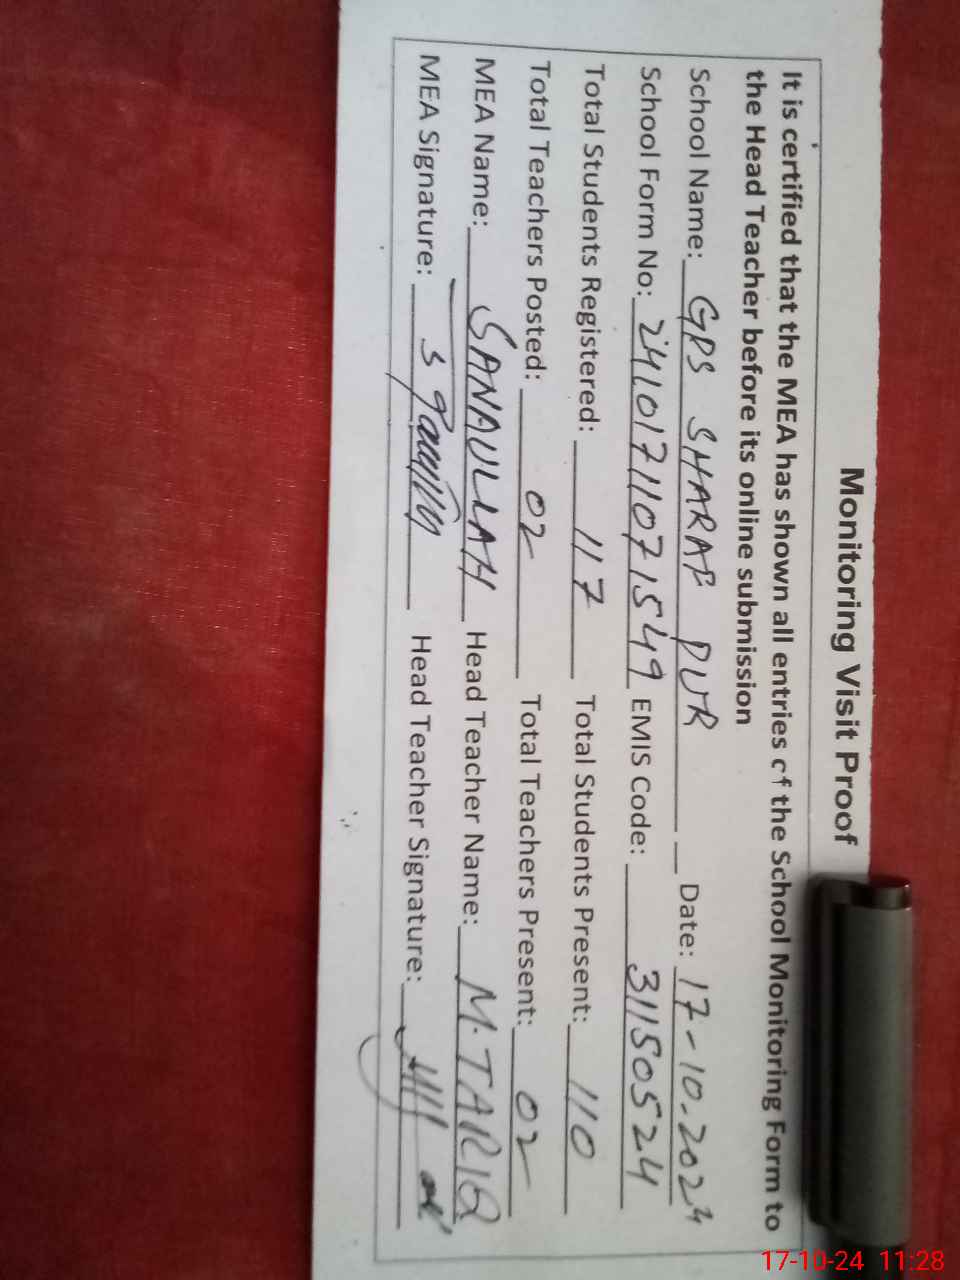 Monitoring Visit Proof
It is certified that the MEA has shown all entries of the School Monitoring Form to
the Head Teacher before its online submission
School Name: GPS SHARAF PUR Date: 17-10-2024
School Form No: 24101711071549 EMIS Code: 31150524
Total Students Registered: 117 Total Students Present: 110
Total Teachers Posted: 02 Total Teachers Present: 02
MEA Name: SANAULLAH Head Teacher Name: M. TARIQ
MEA Signature: Head Teacher Signature:
17-10-24 11:28